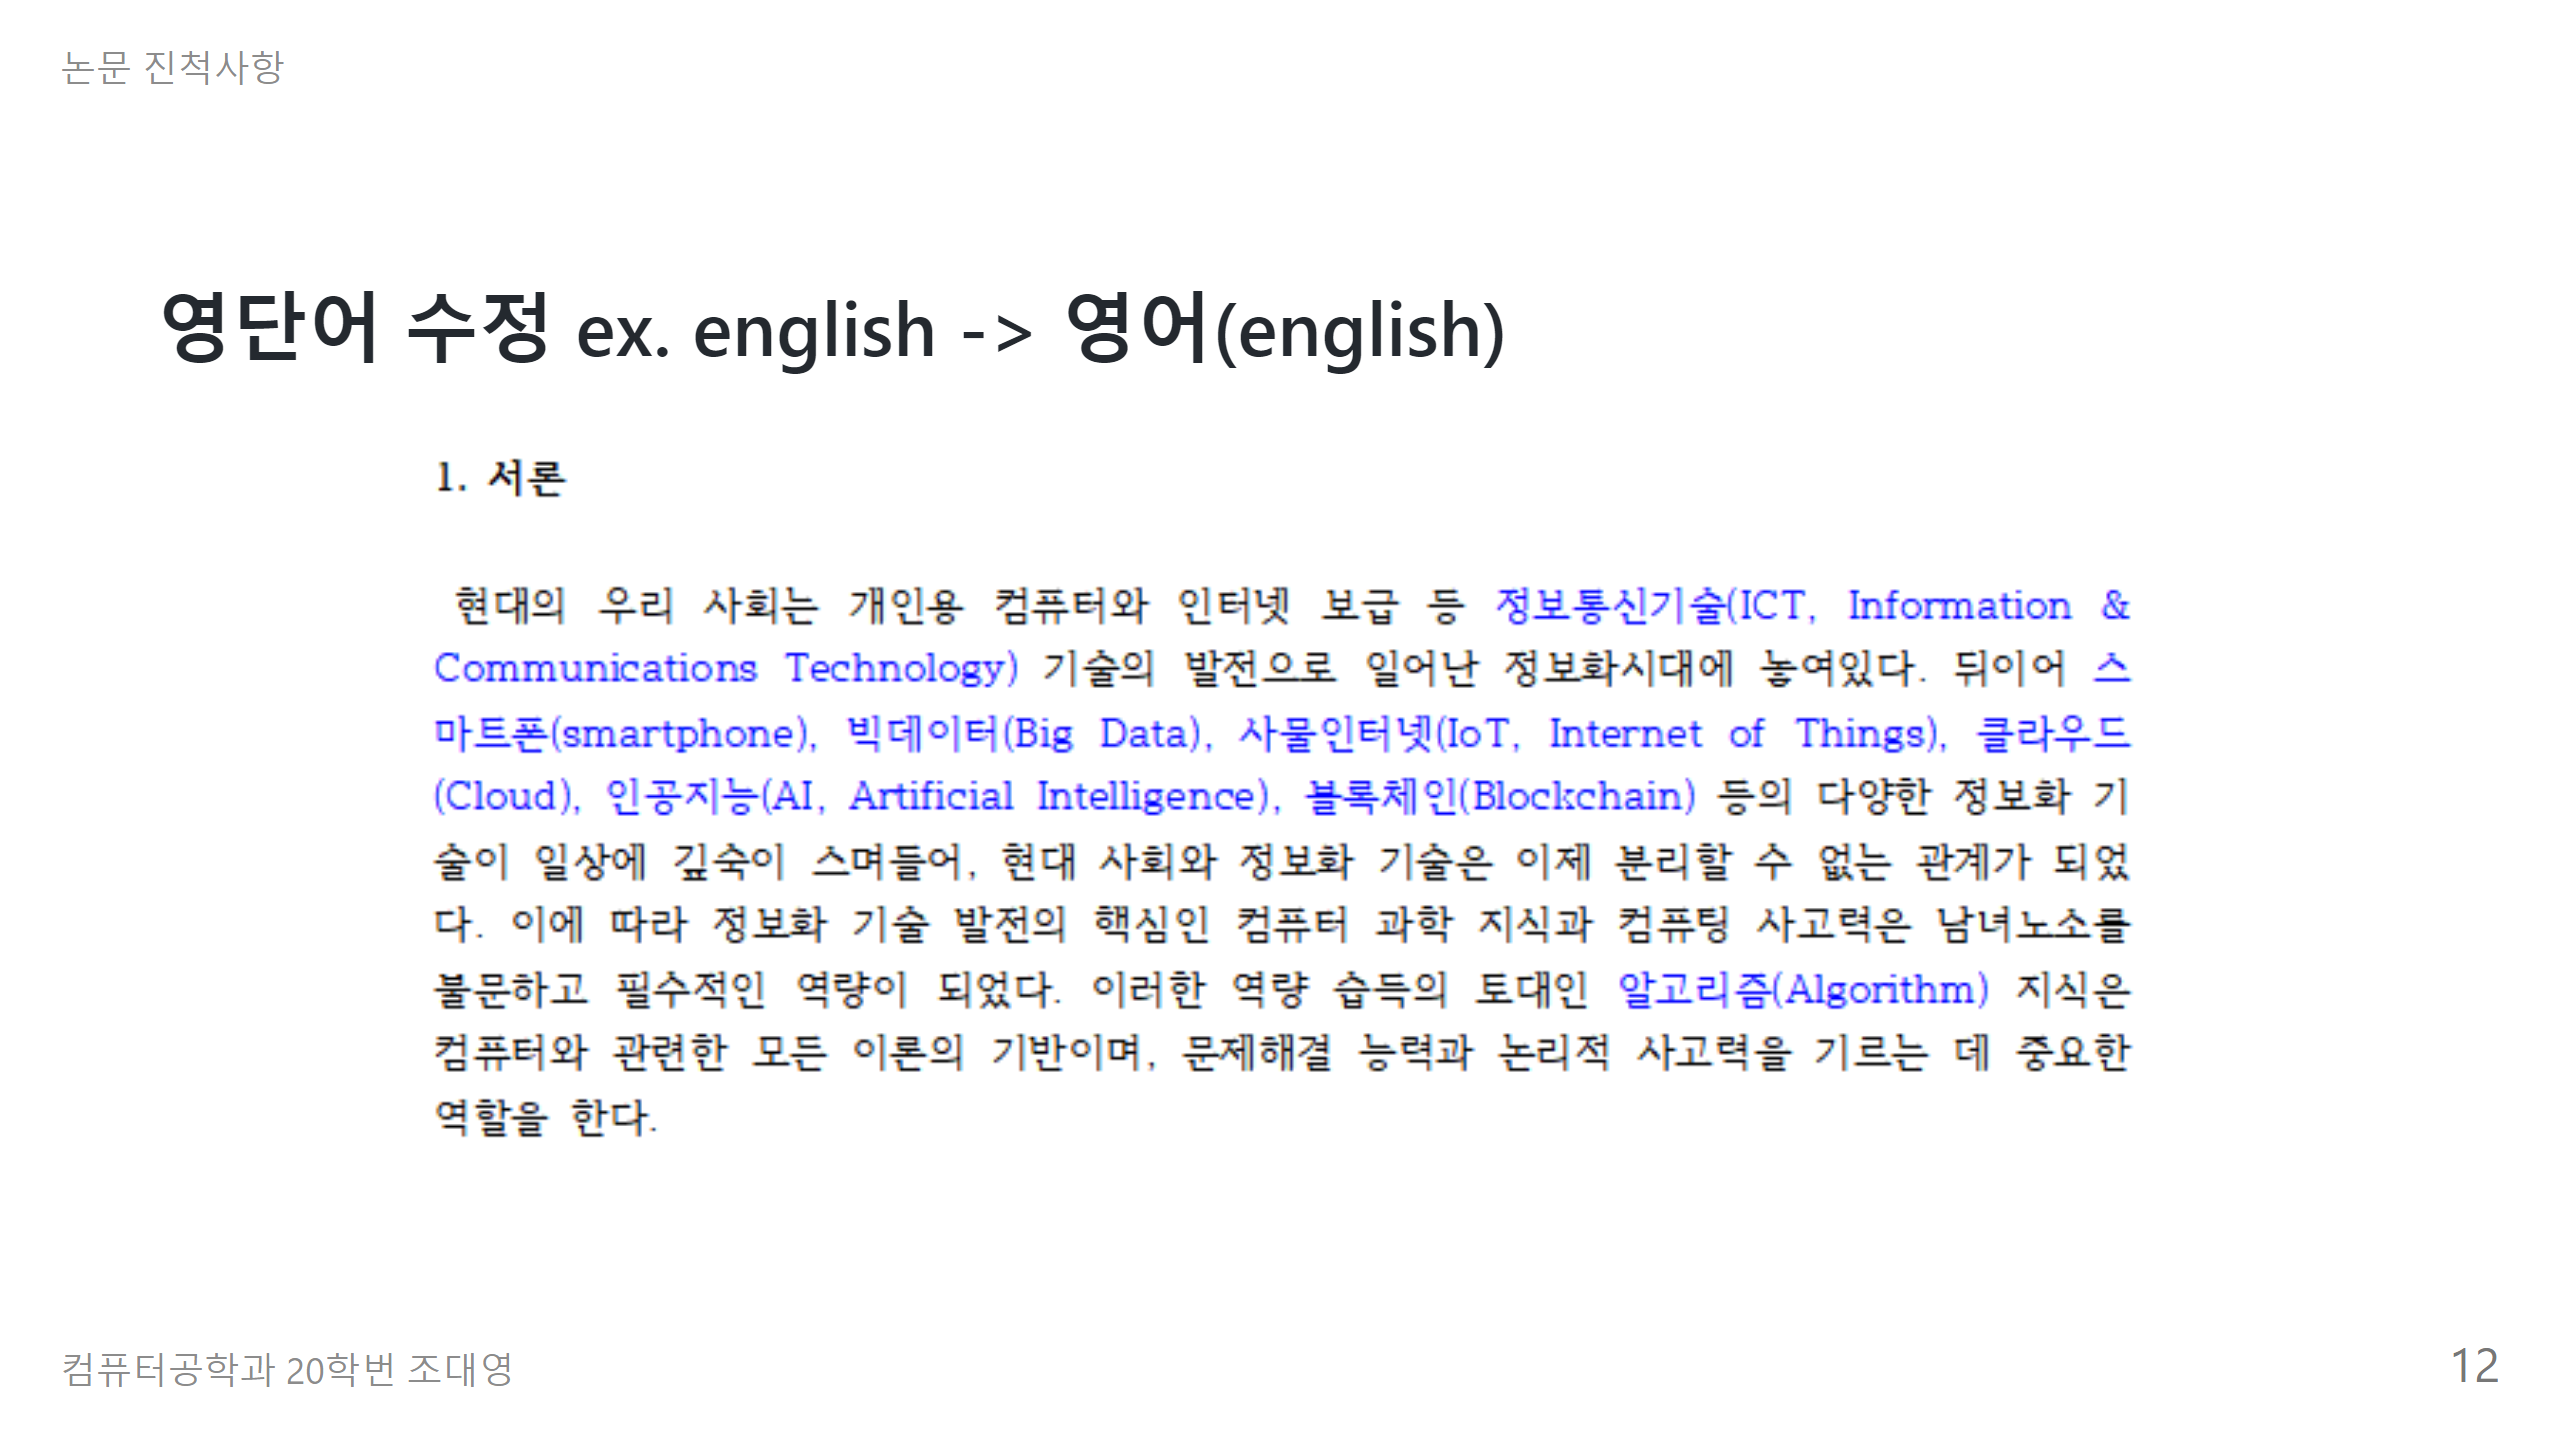 논문 진척사항
영단어 수정 ex. english -> 영어(english)
1. 서론
현대의 우리 사회는 개인용 컴퓨터와 인터넷 보급 등 정보통신기술(ICT, Information &
Communications Technology) 기술의 발전으로 일어난 정보화시대에 놓여있다. 뒤이어 스
마트폰(smartphone), 빅데이터(Big Data), 사물인터넷(IoT, Internet of Things), 클라우드
(Cloud), 인공지능(AI, Artificial Intelligence), 블록체인(Blockchain) 등의 다양한 정보화 기
술이 일상에 깊숙이 스며들어, 현대 사회와 정보화 기술은 이제 분리할 수 없는 관계가 되었
다. 이에 따라 정보화 기술 발전의 핵심인 컴퓨터 과학 지식과 컴퓨팅 사고력은 남녀노소를
불문하고 필수적인 역량이 되었다. 이러한 역량 습득의 토대인 알고리즘(Algorithm) 지식은
컴퓨터와 관련한 모든 이론의 기반이며, 문제해결 능력과 논리적 사고력을 기르는 데 중요한
역할을 한다.
컴퓨터공학과 20학번 조대영
12